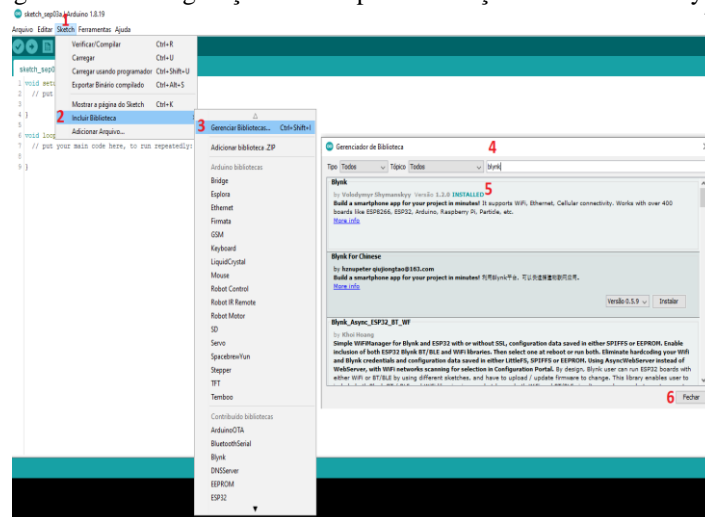 sketch_sep03a | Arduino 1.8.19
1
Arquivo Editar Sketch Ferramentas Ajuda
Verificar/Compilar Ctrl+R
Carregar Ctrl+U
Carregar usando programador Ctrl+Shift+U
Exportar Binário compilado Ctrl+Alt+S
Mostrar a página do Sketch Ctrl+K
2 Incluir Biblioteca
Adicionar Arquivo...
sketch_sep0
1 void setu
2 // put
3
4 }
5
6 void loop
7 // put your main code here, to run repeatedly:
8
9 }
3 Gerenciar Bibliotecas... Ctrl+Shift+I
Adicionar biblioteca .ZIP
Arduino bibliotecas
Bridge
Esplora
Ethernet
Firmata
GSM
Keyboard
LiquidCrystal
Mouse
Robot Control
Robot IR Remote
Robot Motor
SD
Servo
SpacebrewYun
Stepper
TFT
Temboo
Contribuído bibliotecas
ArduinoOTA
BluetoothSerial
Blynk
DNSServer
EEPROM
ESP32
Gerenciador de Biblioteca
4
Tipo Todos Tópico Todos blynk
Blynk
5
by Volodymyr Shymanskyy Versão 1.2.0 INSTALLED
Build a smartphone app for your project in minutes! It supports WiFi, Ethernet, Cellular connectivity. Works with over 400
boards like ESP8266, ESP32, Arduino, Raspberry Pi, Particle, etc.
More info
Blynk For Chinese
by hznupeter qiujiongtao@163.com
Build a smartphone app for your project in minutes!
More info
Versão 0.5.9 Instalar
Blynk_Async_ESP32_BT_WF
by Khoi Hoang
Simple WiFiManager for Blynk and ESP32 with or without SSL, configuration data saved in either SPIFFS or EEPROM. Enable
inclusion of both ESP32 Blynk BT/BLE and WiFi libraries. Then select one at reboot or run both. Eliminate hardcoding your Wifi
and Blynk credentials and configuration data saved in either LittleFS, SPIFFS or EEPROM. Using AsyncWebServer instead of
WebServer, with WiFi networks scanning for selection in Configuration Portal. By design, Blynk user can run ESP32 boards with
either WiFi or BT/BLE by using different sketches, and have to upload / update firmware to change. This library enables user to
6 Fechar